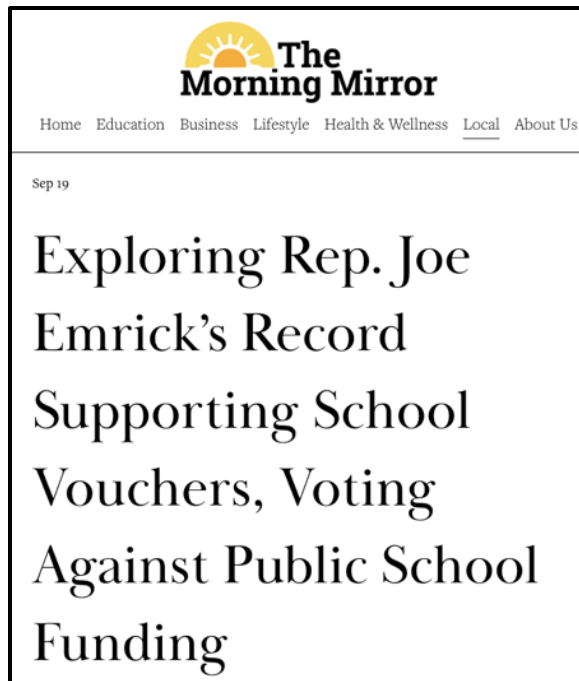 The
Morning Mirror
Home Education Business Lifestyle Health & Wellness Local About Us
Sep 19
Exploring Rep. Joe
Emrick’s Record
Supporting School
Vouchers, Voting
Against Public School
Funding